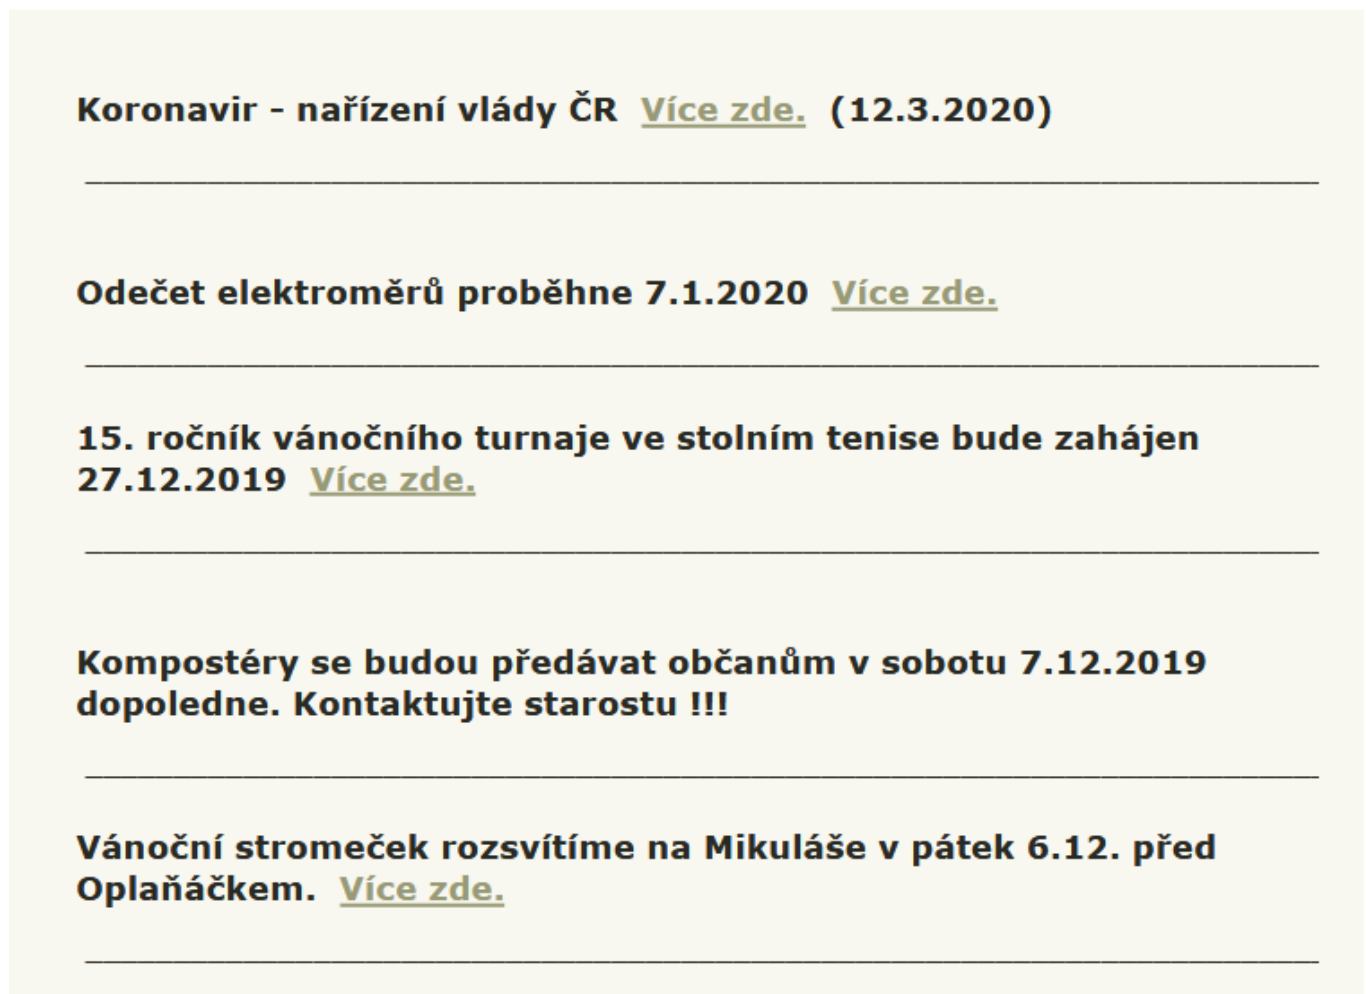 Koronavir - nařízení vlády ČR Více zde. (12.3.2020)
Odečet elektroměrů proběhne 7.1.2020 Více zde.
15. ročník vánočního turnaje ve stolním tenise bude zahájen
27.12.2019 Více zde.
Kompostéry se budou předávat občanům v sobotu 7.12.2019
dopoledne. Kontaktujte starostu !!!
Vánoční stromeček rozsvítíme na Mikuláše v pátek 6.12. před
Oplaňáčkem. Více zde.